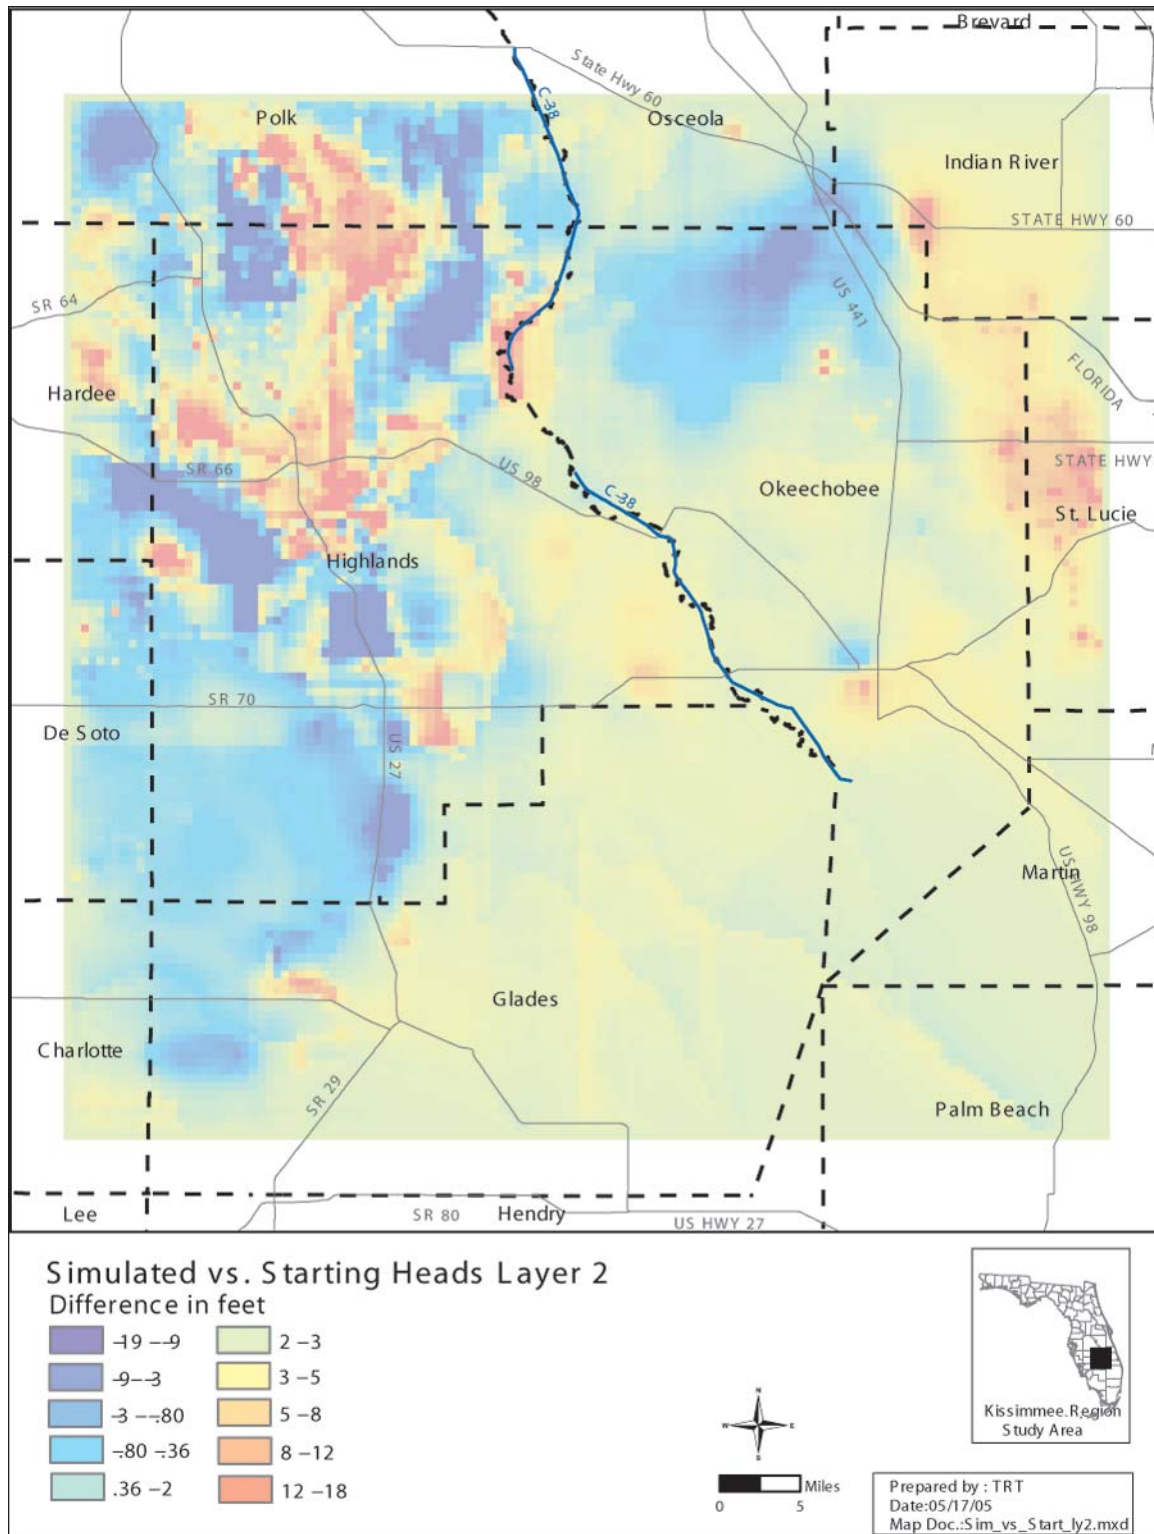 Brevard
State Hwy 60
C-38
Polk
Osceola
Indian River
STATE HWY 60
SR 64
US 441
FLORIDA
Hardee
SR 66
US 98
C-38
Okeechobee
STATE HWY
St. Lucie
Highlands
SR 70
De Soto
US 27
M
Martin
US HWY 98
Glades
Charlotte
SR 29
Palm Beach
Lee
SR 80
Hendry
US HWY 27
Simulated vs. Starting Heads Layer 2
Difference in feet
-19 --9
-9--3
-3 --.80
-.80 -.36
.36 -2
2 -3
3 -5
5 -8
8 -12
12 -18
N
W
E
S
Miles
0
5
Kissimmee.Region
Study Area
Prepared by : TRT
Date:05/17/05
Map Doc.:Sim_vs_Start_ly2.mxd